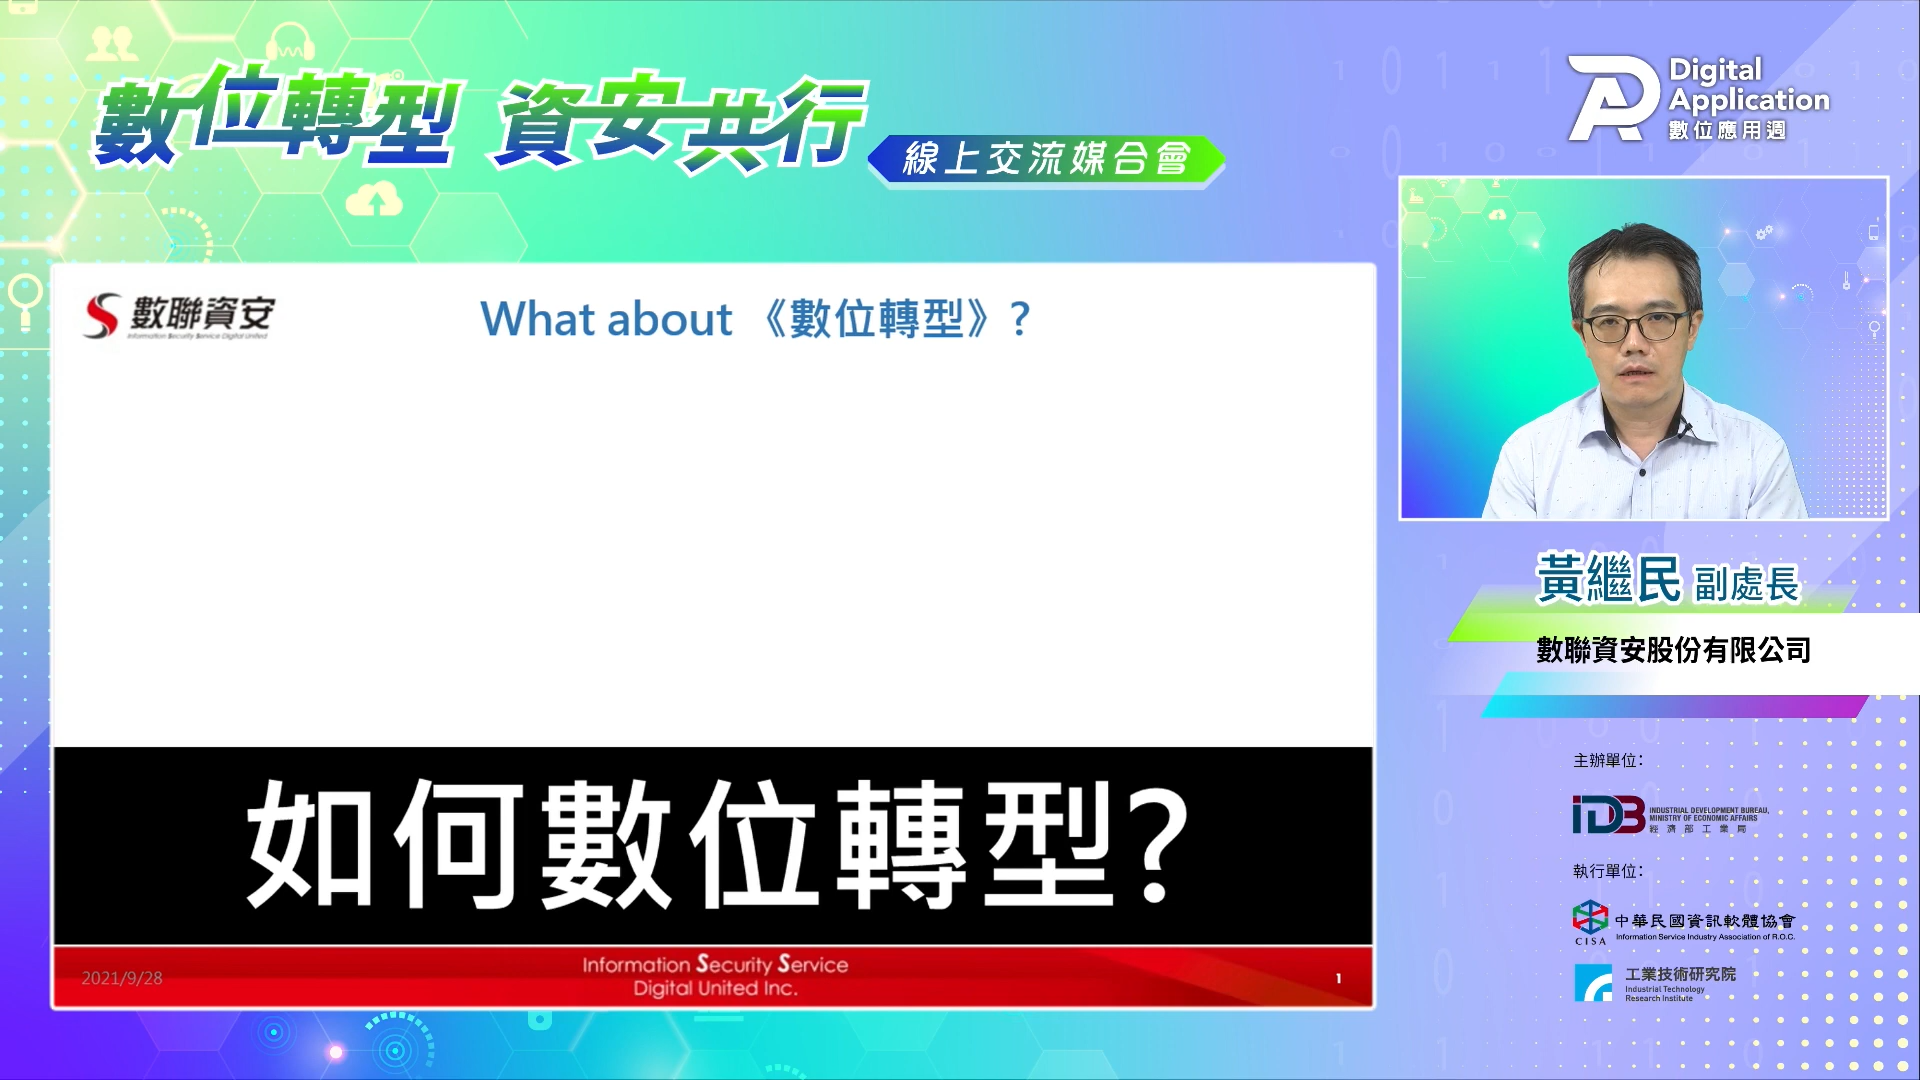 數位轉型 資安共行
線上交流媒合會
Digital
Application
數位應用週
數聯資安
Information Security Service Digital United
What about 《數位轉型》?
如何數位轉型?
2021/9/28
Information Security Service
Digital United Inc.
1
黃繼民 副處長
數聯資安股份有限公司
主辦單位:
IDB
INDUSTRIAL DEVELOPMENT BUREAU,
MINISTRY OF ECONOMIC AFFAIRS
經濟部工業局
執行單位:
CISA
中華民國資訊軟體協會
Information Service Industry Association of R.O.C.
工業技術研究院
Industrial Technology
Research Institute